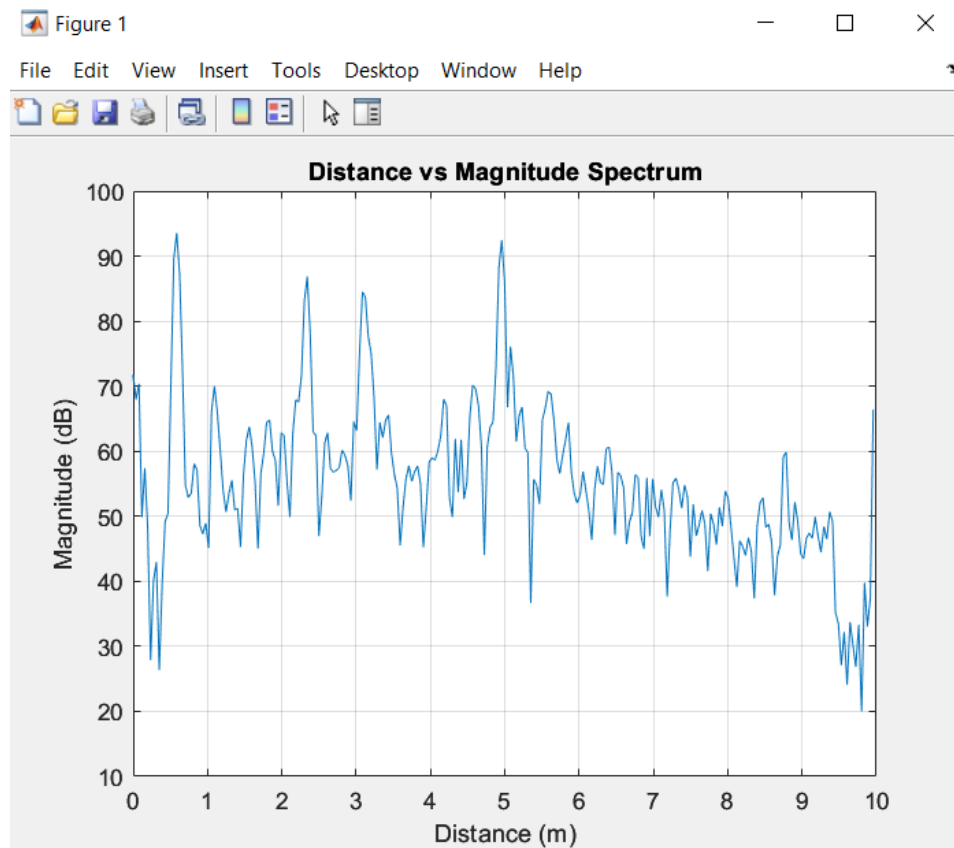 Figure 1
File Edit View Insert Tools Desktop Window Help
Distance vs Magnitude Spectrum
100
90
80
70
60
50
40
30
20
10
Magnitude (dB)
0 1 2 3 4 5 6 7 8 9 10
Distance (m)